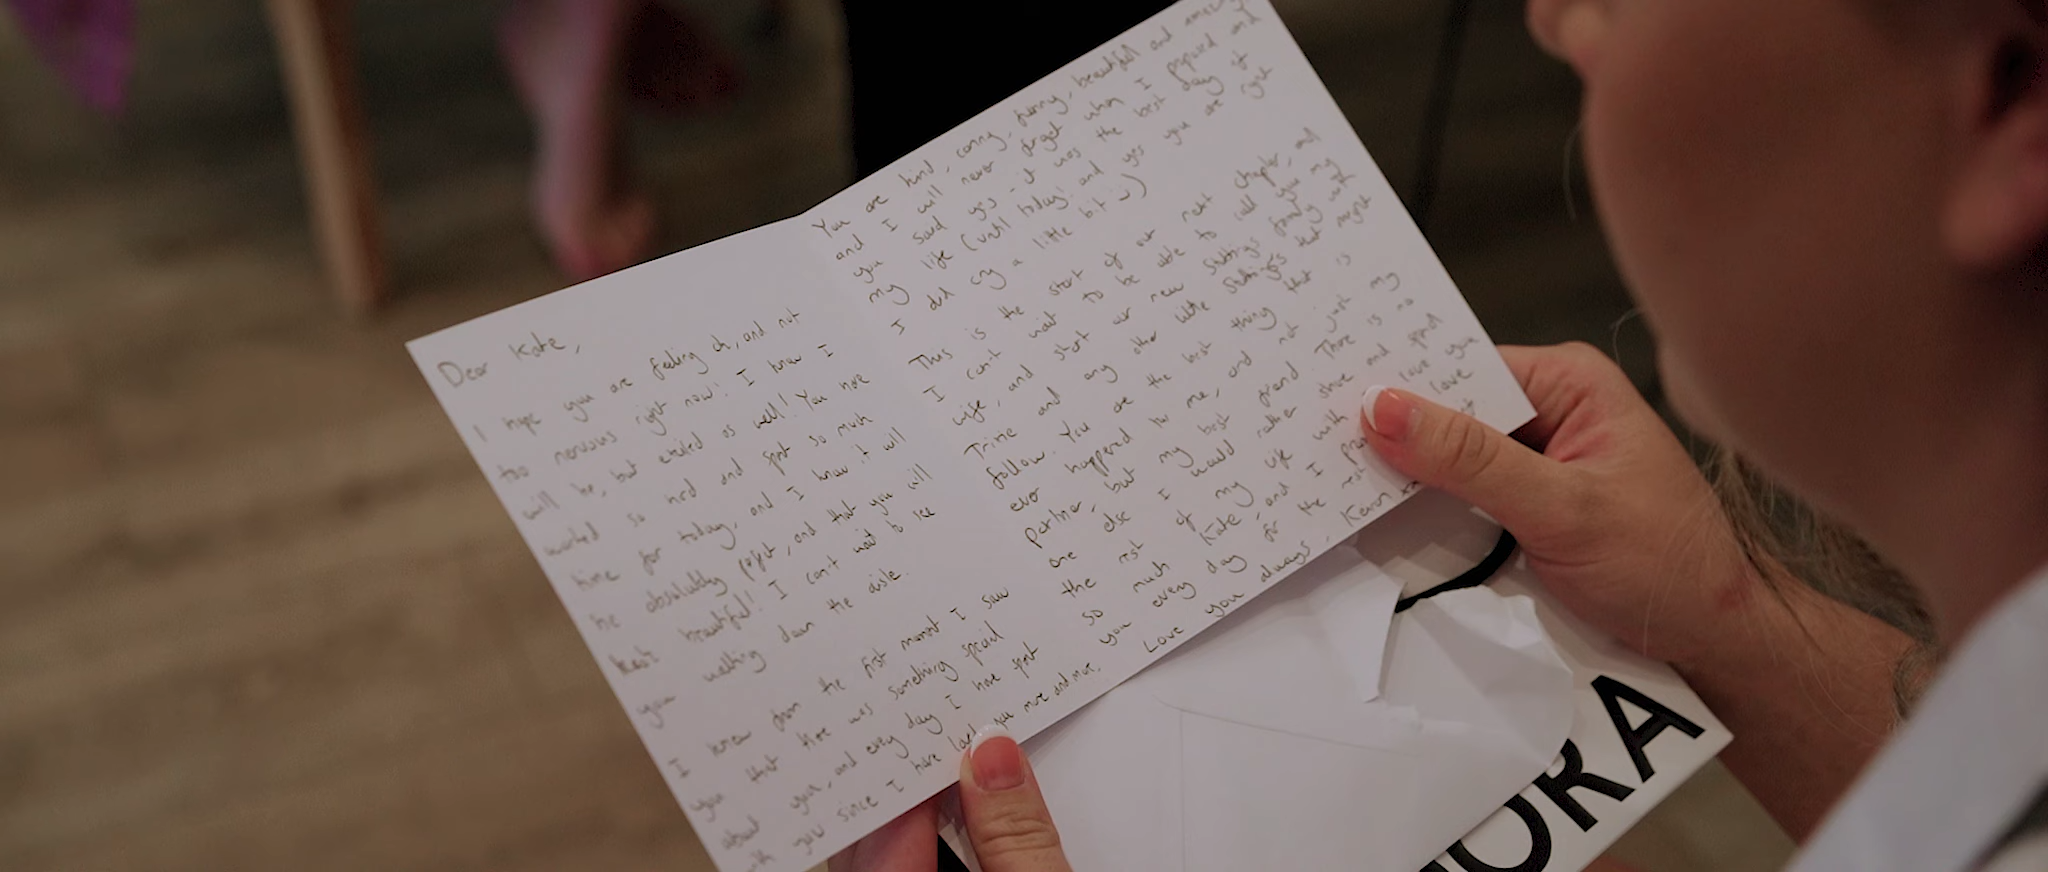 Dear Kate,
I hope you are feeling ok, and not
too nervous right now! I know I
will be, but excited as well! You have
worked so hard and spent so much
time for today, and I know it will
be absolutely perfect, and that you will
look beautiful! I can't wait to see
you walking down the aisle.
I knew from the first moment I saw
you that there was something special
about you, and every day I have spent
with you since I have loved you more and more.
You are kind, caring, funny, beautiful and amazing
and I will never forget when I proposed and
you said yes - it was the best day of
my life (until today! and yes you are right
I did cry a little bit :))
This is the start of our next chapter, and
I can't wait to be able to call you my
wife, and start our new family with
and any other little that might
follow. You are the best thing that is
ever happened to me, and not just my
partner, but my best friend. There is no
one else I would rather share and spend
the rest of my life with. I love you
so much Kate, and I love
you every day for the rest
Love you always,
ORA